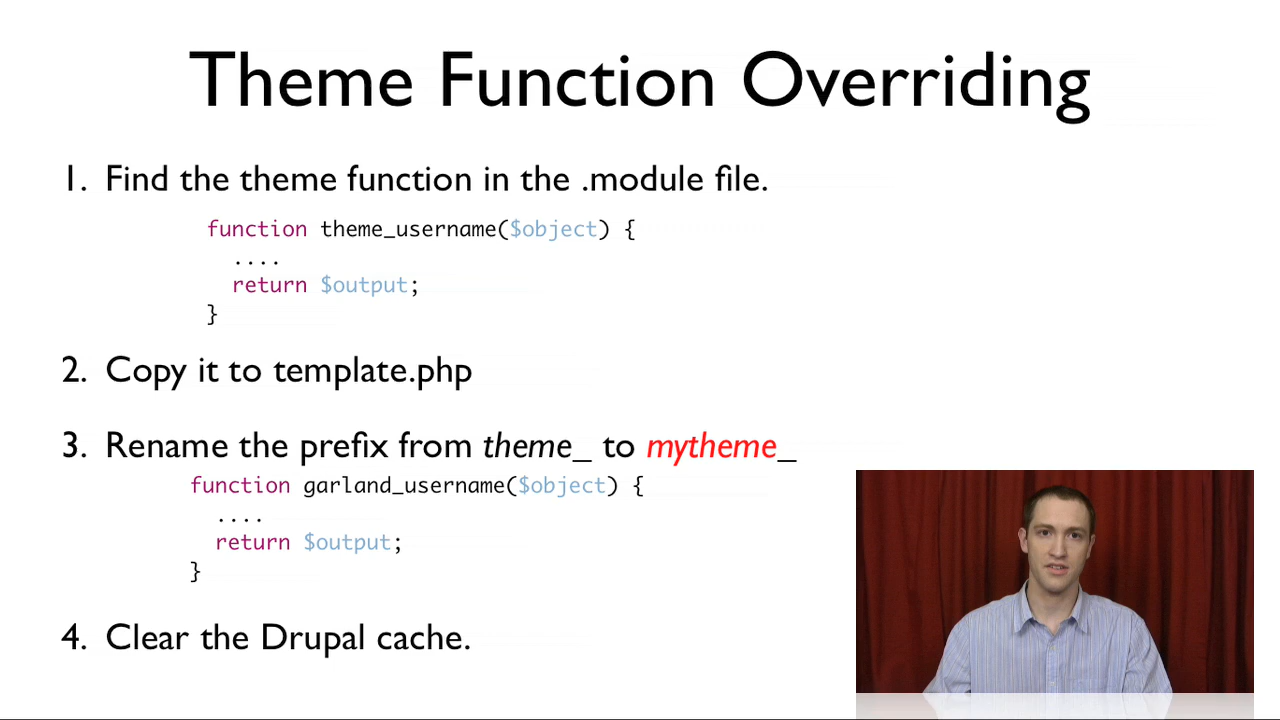 Theme Function Overriding
1. Find the theme function in the .module file.
function theme_username($object) {
....
return $output;
}
2. Copy it to template.php
3. Rename the prefix from theme_ to mytheme_
function garland_username($object) {
....
return $output;
}
4. Clear the Drupal cache.